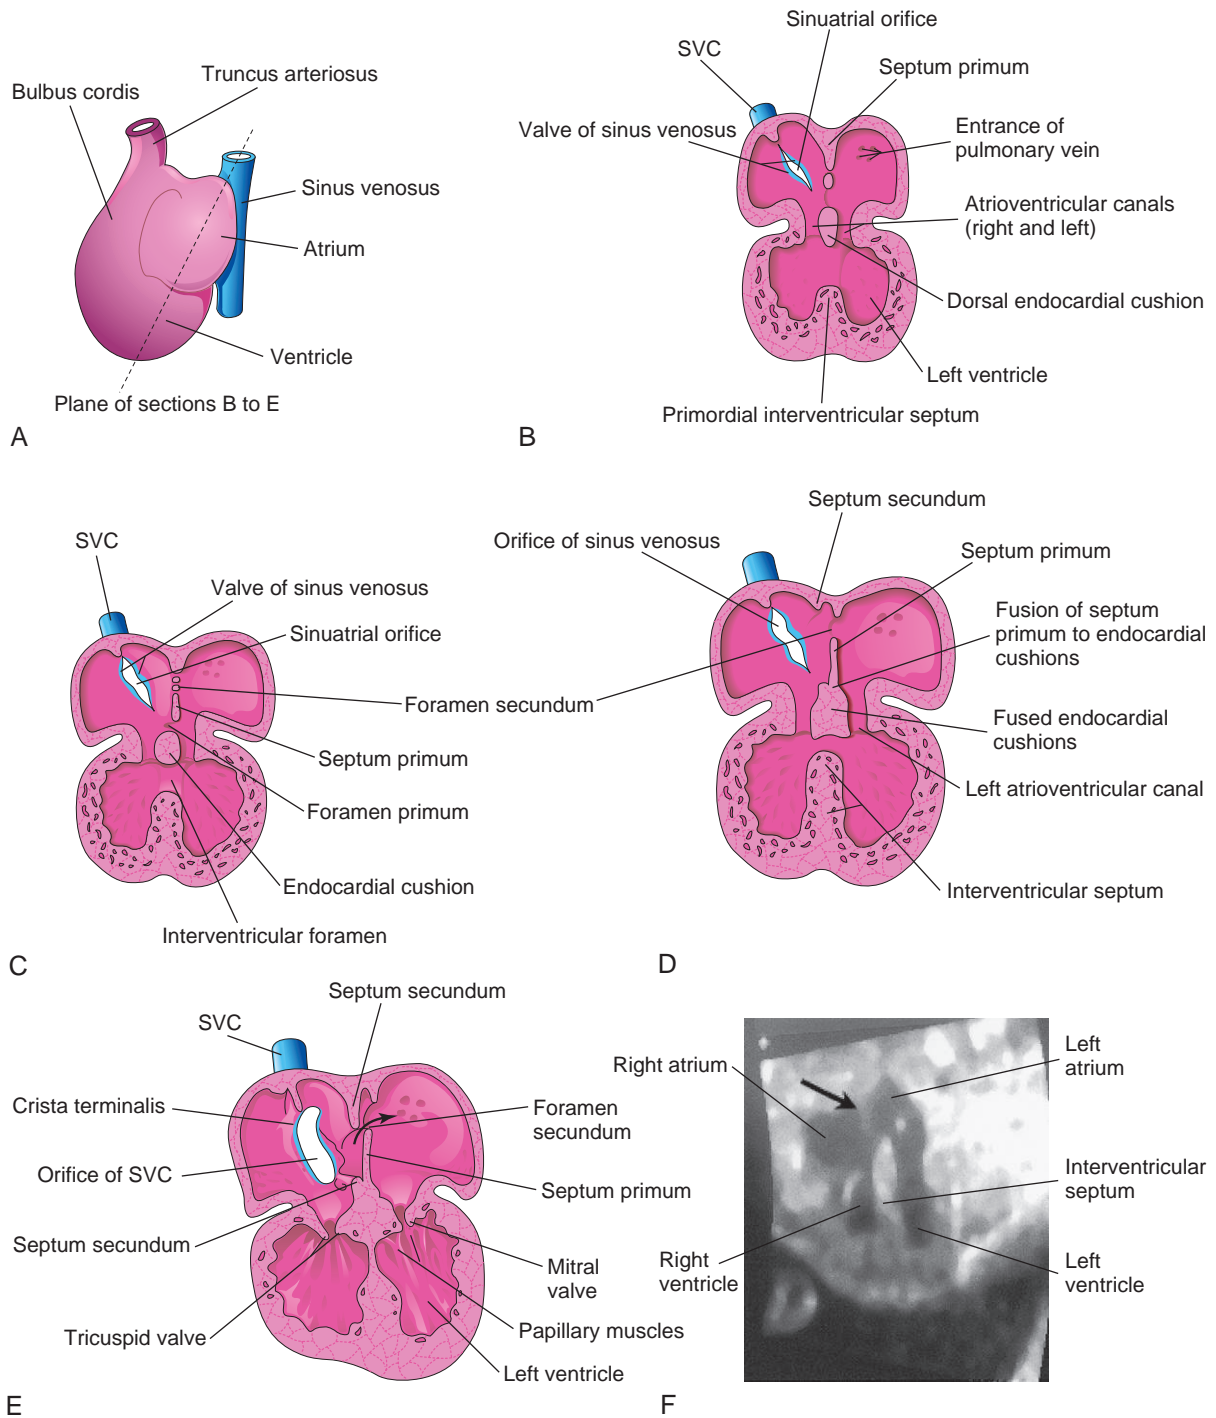 Truncus arteriosus
Bulbus cordis
Sinus venosus
Atrium
Ventricle
Plane of sections B to E
A
Sinuatrial orifice
SVC
Septum primum
Valve of sinus venosus
Entrance of
pulmonary vein
Atrioventricular canals
(right and left)
Dorsal endocardial cushion
Left ventricle
Primordial interventricular septum
B
SVC
Valve of sinus venosus
Sinuatrial orifice
Foramen secundum
Septum primum
Foramen primum
Endocardial cushion
Interventricular foramen
C
Septum secundum
Orifice of sinus venosus
Septum primum
Fusion of septum
primum to endocardial
cushions
Fused endocardial
cushions
Left atrioventricular canal
Interventricular septum
D
Septum secundum
SVC
Crista terminalis
Foramen
secundum
Orifice of SVC
Septum primum
Septum secundum
Mitral
valve
Tricuspid valve
Papillary muscles
Left ventricle
E
Right atrium
Left
atrium
Interventricular
septum
Right
ventricle
Left
ventricle
F